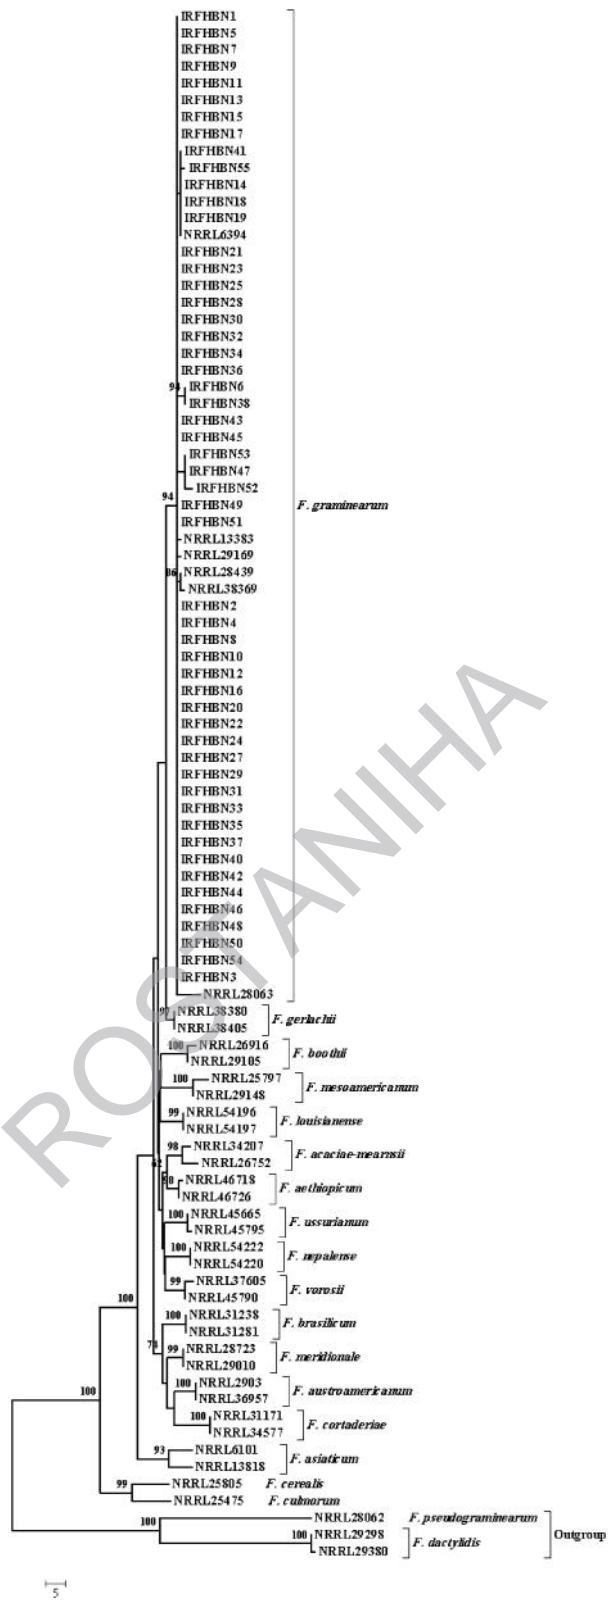 IRFHBN1
IRFHBN5
IRFHBN7
IRFHBN9
IRFHBN11
IRFHBN13
IRFHBN15
IRFHBN17
IRFHBN41
IRFHBN55
IRFHBN14
IRFHBN18
IRFHBN19
NRRL6394
IRFHBN21
IRFHBN23
IRFHBN25
IRFHBN28
IRFHBN30
IRFHBN32
IRFHBN34
IRFHBN36
94 IRFHBN6
IRFHBN38
IRFHBN43
IRFHBN45
IRFHBN53
IRFHBN47
IRFHBN52
94 IRFHBN49 F. graminearum
IRFHBN51
NRRL13383
NRRL29169
86 NRRL28439
NRRL38369
IRFHBN2
IRFHBN4
IRFHBN8
IRFHBN10
IRFHBN12
IRFHBN16
IRFHBN20
IRFHBN22
IRFHBN24
IRFHBN27
IRFHBN29
IRFHBN31
IRFHBN33
IRFHBN35
IRFHBN37
IRFHBN40
IRFHBN42
IRFHBN44
IRFHBN46
IRFHBN48
IRFHBN50
IRFHBN54
IRFHBN3
NRRL28063
97 NRRL38380 F. gerlachii
NRRL38405
100 NRRL26916 F. boothii
NRRL29105
100 NRRL25797 F. mesoamericanum
NRRL29148
99 NRRL54196 F. louisianense
NRRL54197
98 NRRL34207 F. acaciae-mearnsii
NRRL26752
NRRL46718 F. aethiopicum
NRRL46726
100 NRRL45665 F. ussurianum
NRRL45795
100 NRRL54222 F. nepalense
NRRL54220
99 NRRL37605 F. vorosii
NRRL45790
100
100 NRRL31238 F. brasilicum
NRRL31281
99 NRRL28723 F. meridionale
NRRL29010
100 NRRL2903 F. austroamericanum
100 NRRL36957
100 NRRL31171 F. cortaderiae
NRRL34577
93 NRRL6101 F. asiaticum
NRRL13818
99 NRRL25805 F. cerealis
NRRL25475 F. culmorum
100 NRRL28062 F. pseudograminearum
100 NRRL29298 F. dactylidis Outgroup
NRRL29380
5
ROSTANIHA